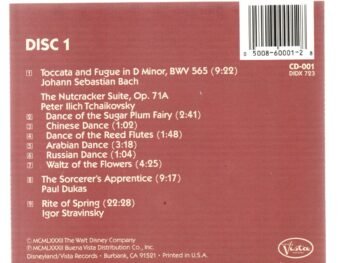 DISC 1
5008-60001-2 8
CD-001
DIDX 723
1 Toccata and Fugue in D Minor, BWV 565 (9:22)
Johann Sebastian Bach
The Nutcracker Suite, Op. 71A
Peter Ilich Tchaikovsky
2 Dance of the Sugar Plum Fairy (2:41)
3 Chinese Dance (1:02)
4 Dance of the Reed Flutes (1:48)
5 Arabian Dance (3:18)
6 Russian Dance (1:04)
7 Waltz of the Flowers (4:25)
8 The Sorcerer's Apprentice (9:17)
Paul Dukas
9 Rite of Spring (22:28)
Igor Stravinsky
© MCMLXXXII The Walt Disney Company
℗ MCMLXXXII Buena Vista Distribution Co., Inc.
Disneyland/Vista Records • Burbank, CA 91521 • Printed in U.S.A.
Vista